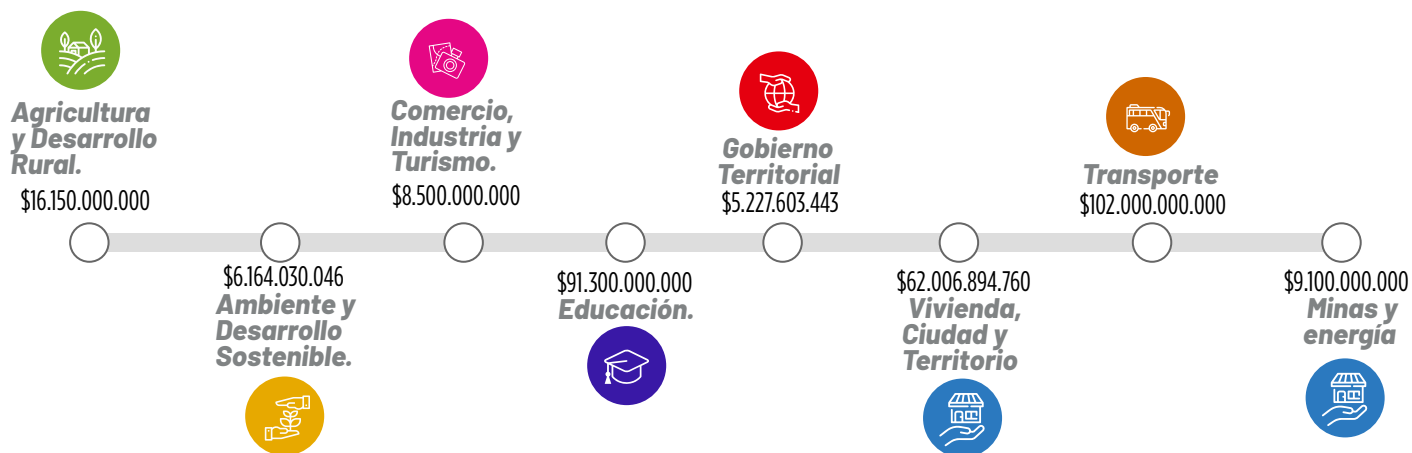 Agricultura
y Desarrollo
Rural.
$16.150.000.000
$6.164.030.046
Ambiente y
Desarrollo
Sostenible.
Comercio,
Industria y
Turismo.
$8.500.000.000
$91.300.000.000
Educación.
Gobierno
Territorial
$5.227.603.443
$62.006.894.760
Vivienda,
Ciudad y
Territorio
Transporte
$102.000.000.000
$9.100.000.000
Minas y
energía